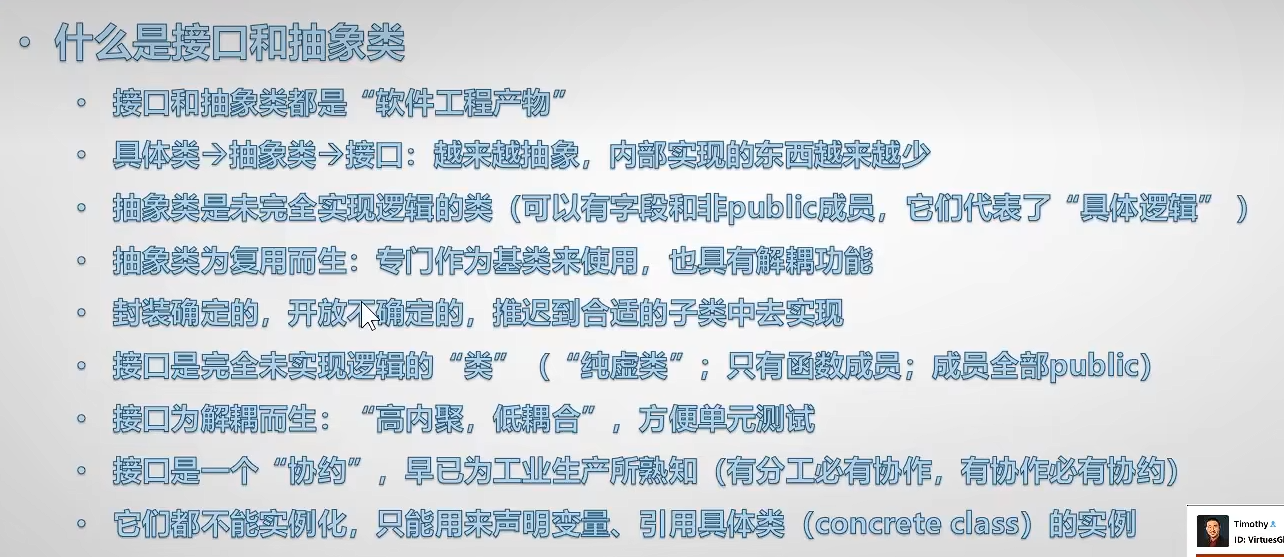 • 什么是接口和抽象类
• 接口和抽象类都是“软件工程产物”
• 具体类→抽象类→接口：越来越抽象，内部实现的东西越来越少
• 抽象类是未完全实现逻辑的类（可以有字段和非public成员，它们代表了“具体逻辑”）
• 抽象类为复用而生：专门作为基类来使用，也具有解耦功能
• 封装确定的，开放不确定的，推迟到合适的子类中去实现
• 接口是完全未实现逻辑的“类”（“纯虚类”；只有函数成员；成员全部public）
• 接口为解耦而生：“高内聚，低耦合”，方便单元测试
• 接口是一个“协约”，早已为工业生产所熟知（有分工必有协作，有协作必有协约）
• 它们都不能实例化，只能用来声明变量、引用具体类（concrete class）的实例
Timothy
ID: VirtuesG